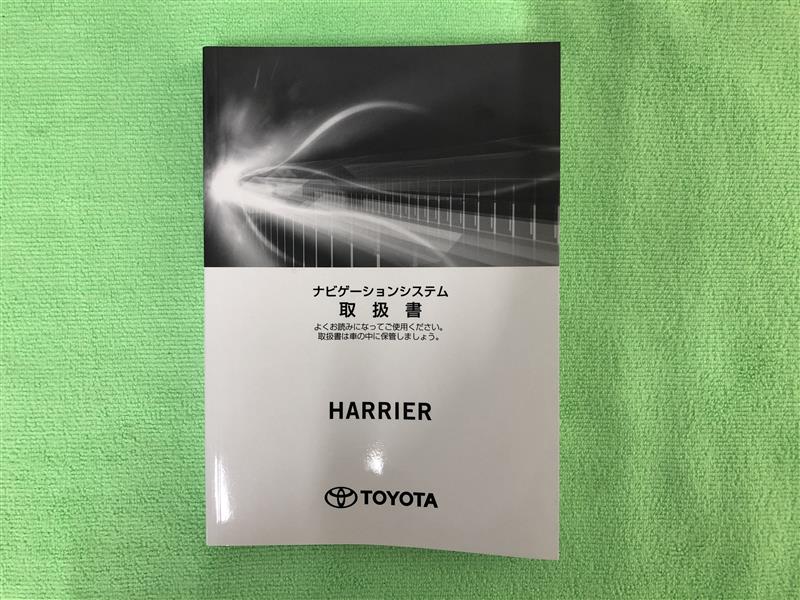 ナビゲーションシステム
取扱書
よくお読みになってご使用ください。
取扱書は車の中に保管しましょう。
HARRIER
TOYOTA